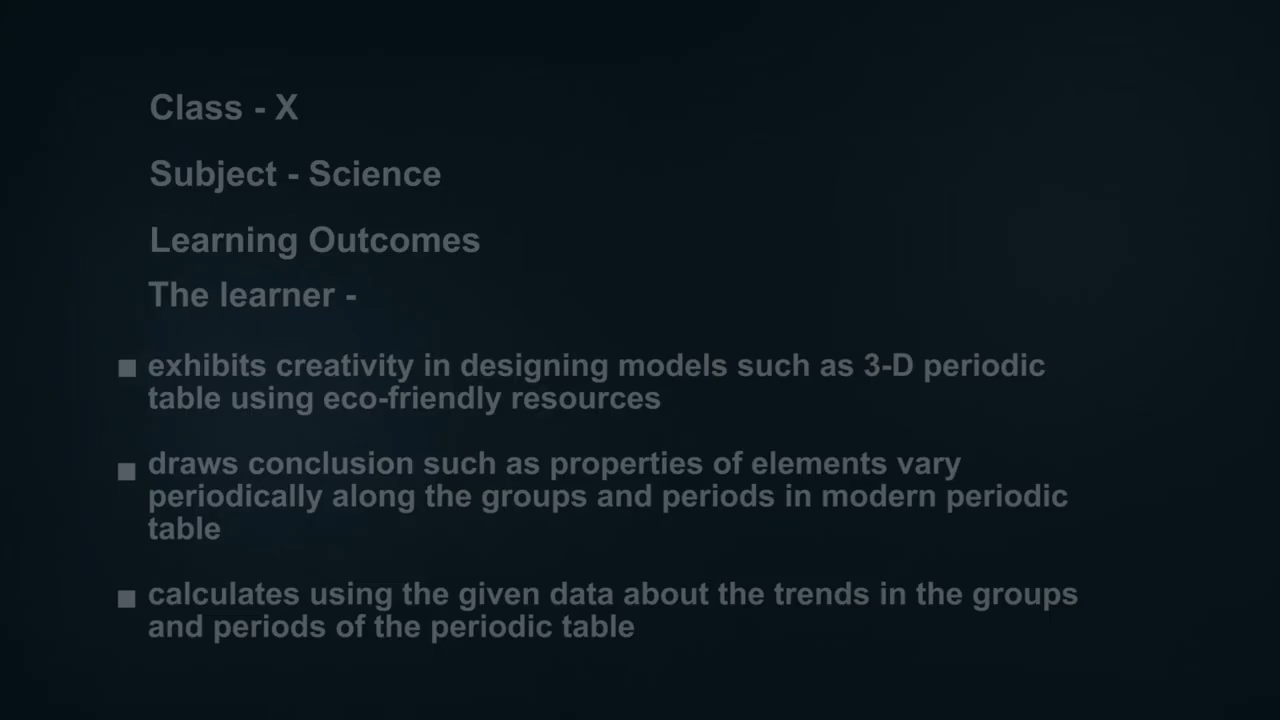 Class - X
Subject - Science
Learning Outcomes
The learner -
■ exhibits creativity in designing models such as 3-D periodic
table using eco-friendly resources
■ draws conclusion such as properties of elements vary
periodically along the groups and periods in modern periodic
table
■ calculates using the given data about the trends in the groups
and periods of the periodic table